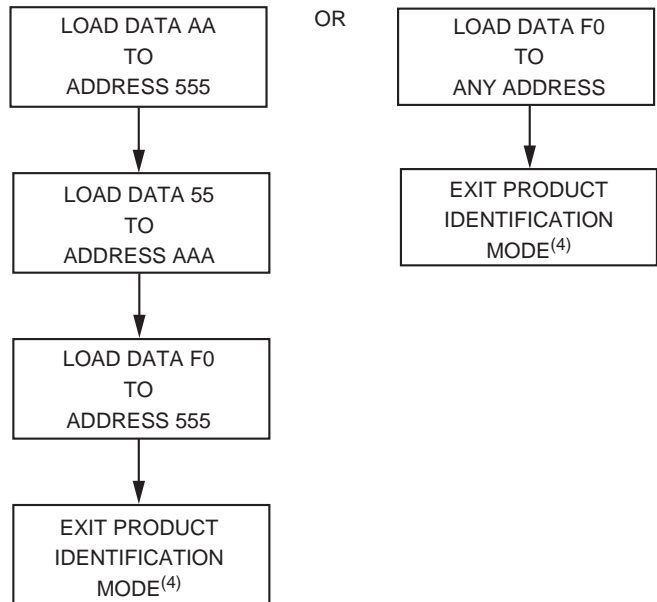 LOAD DATA AA
TO
ADDRESS 555
LOAD DATA 55
TO
ADDRESS AAA
LOAD DATA F0
TO
ADDRESS 555
EXIT PRODUCT
IDENTIFICATION
MODE(4)
OR
LOAD DATA F0
TO
ANY ADDRESS
EXIT PRODUCT
IDENTIFICATION
MODE(4)